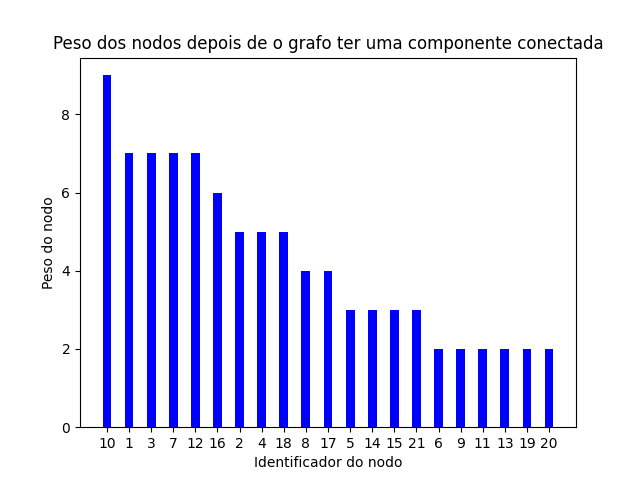 Peso dos nodos depois de o grafo ter uma componente conectada
8
6
4
2
0
Peso do nodo
10 1 3 7 12 16 2 4 18 8 17 5 14 15 21 6 9 11 13 19 20
Identificador do nodo